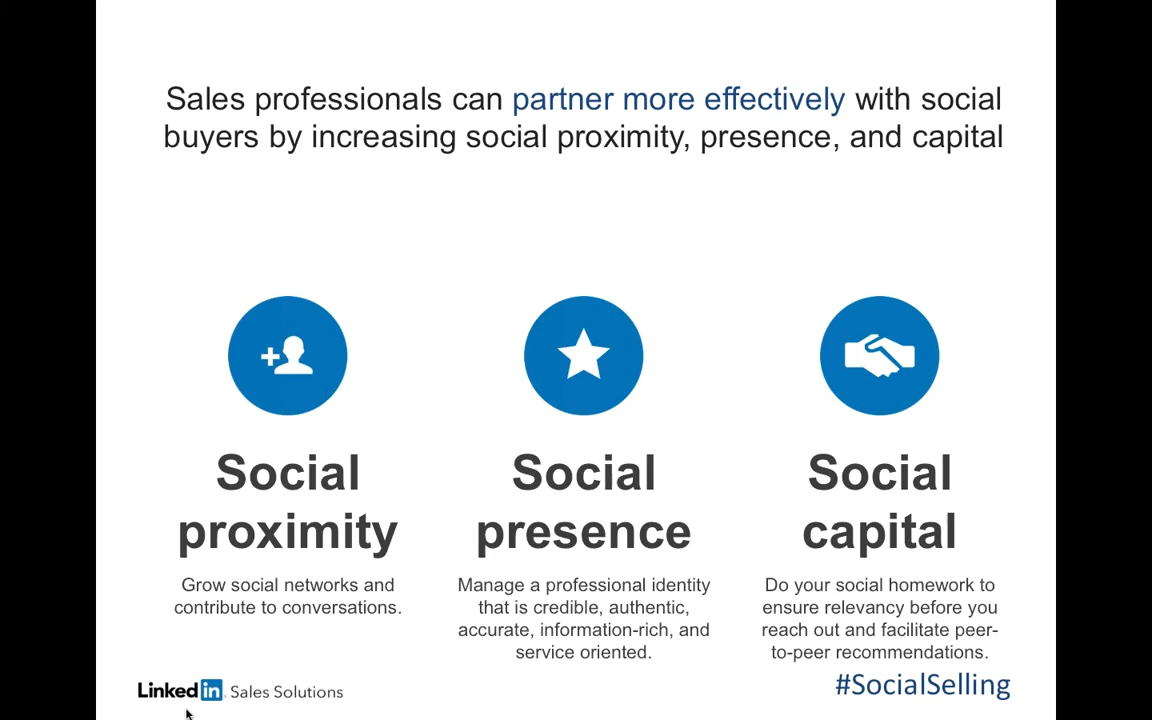 Sales professionals can partner more effectively with social
buyers by increasing social proximity, presence, and capital
Social
proximity
Grow social networks and
contribute to conversations.
Social
presence
Manage a professional identity
that is credible, authentic,
accurate, information-rich, and
service oriented.
Social
capital
Do your social homework to
ensure relevancy before you
reach out and facilitate peer-
to-peer recommendations.
Linked in Sales Solutions
#SocialSelling